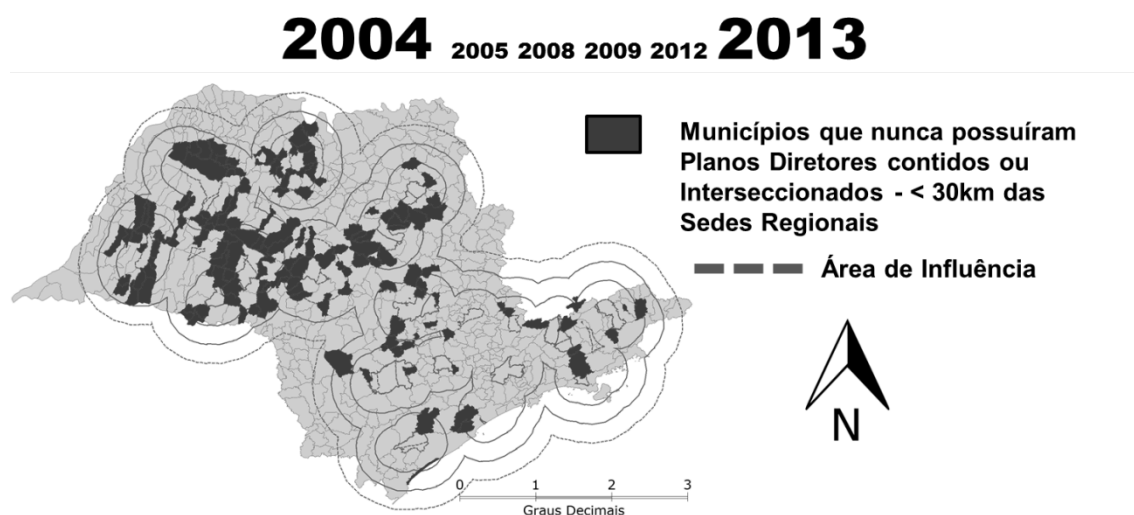 2004 2005 2008 2009 2012 2013
Municípios que nunca possuíram
Planos Diretores contidos ou
Interseccionados - < 30km das
Sedes Regionais
Área de Influência
N
0 1 2 3
Graus Decimais